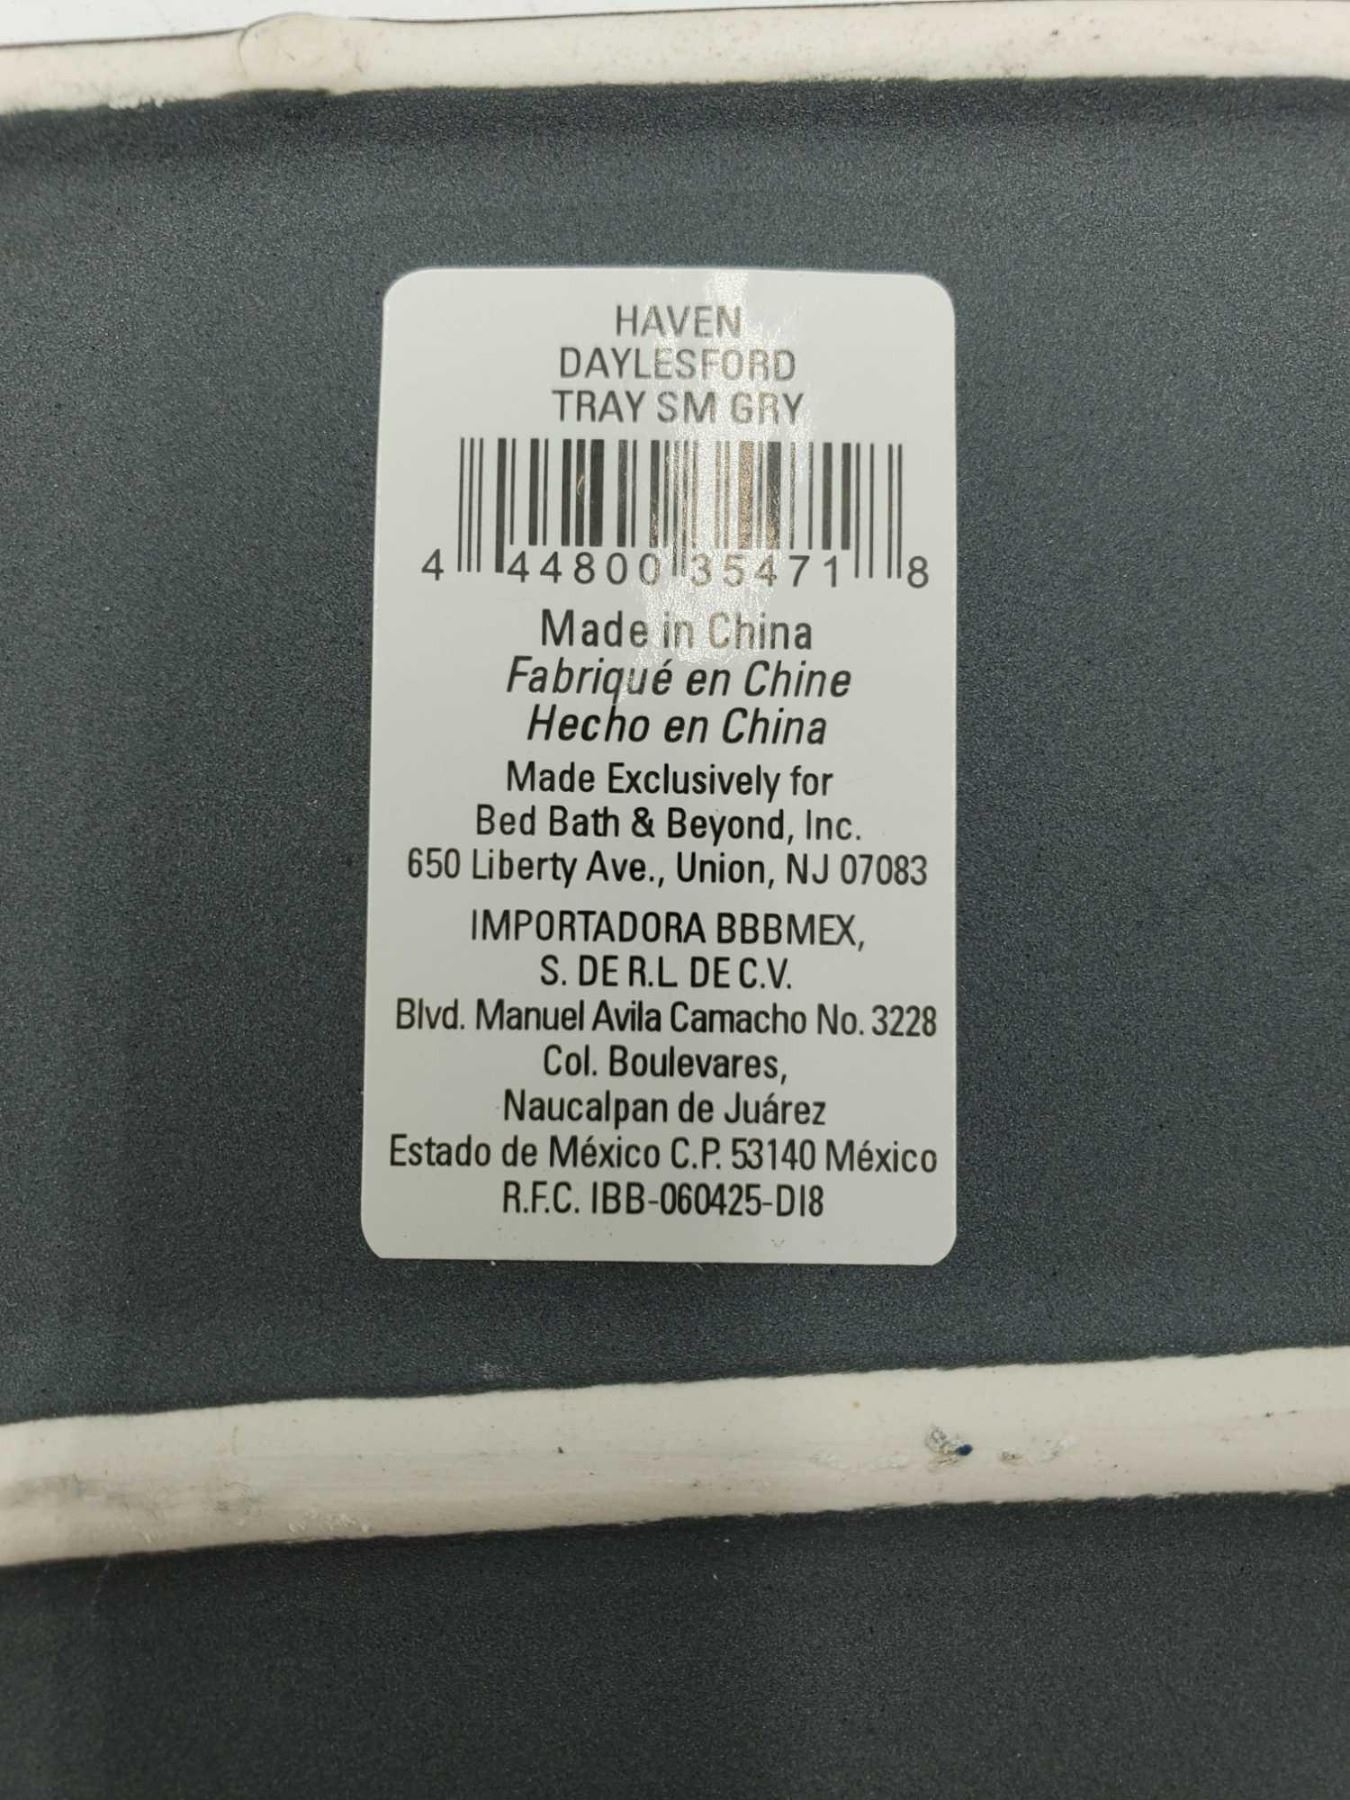 HAVEN
DAYLESFORD
TRAY SM GRY
4 44800 35471 8
Made in China
Fabriqué en Chine
Hecho en China
Made Exclusively for
Bed Bath & Beyond, Inc.
650 Liberty Ave., Union, NJ 07083
IMPORTADORA BBBMEX,
S. DE R.L. DE C.V.
Blvd. Manuel Avila Camacho No. 3228
Col. Boulevares,
Naucalpan de Juárez
Estado de México C.P. 53140 México
R.F.C. IBB-060425-DI8